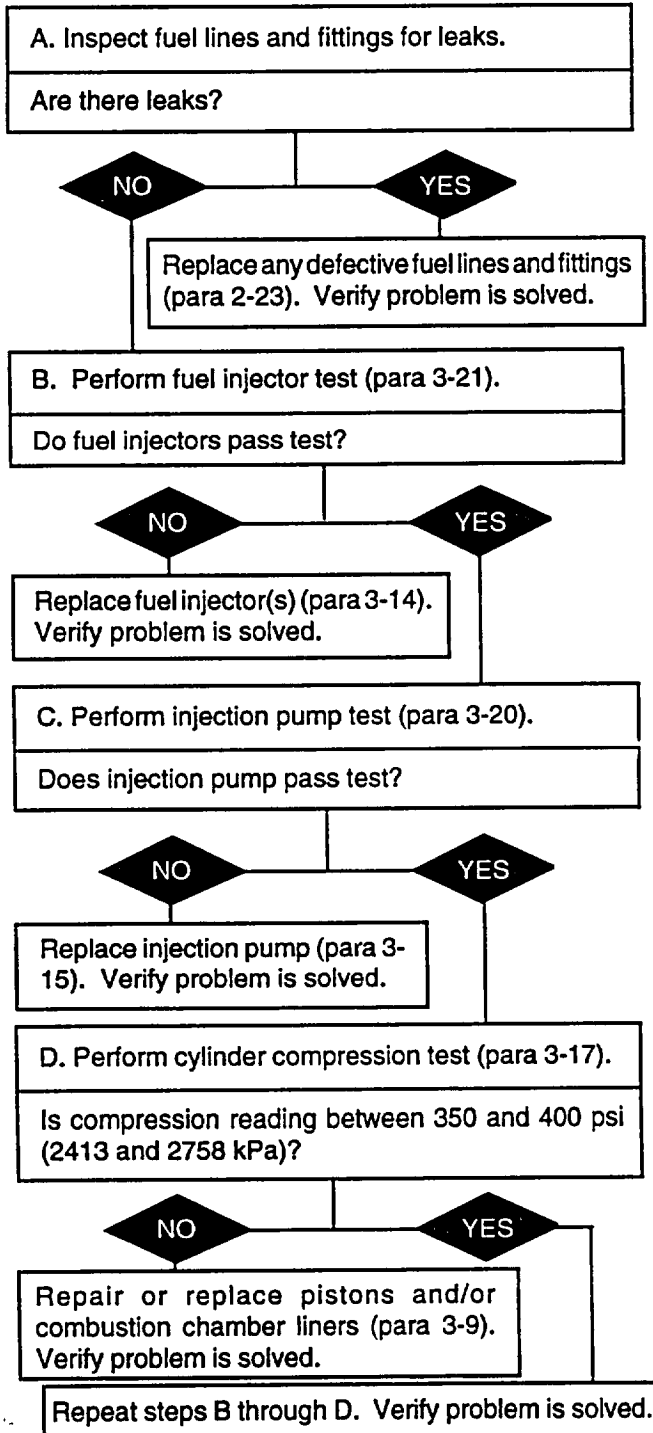 A. Inspect fuel lines and fittings for leaks.
Are there leaks?
NO
YES
Replace any defective fuel lines and fittings
(para 2-23). Verify problem is solved.
B. Perform fuel injector test (para 3-21).
Do fuel injectors pass test?
NO
YES
Replace fuel injector(s) (para 3-14).
Verify problem is solved.
C. Perform injection pump test (para 3-20).
Does injection pump pass test?
NO
YES
Replace injection pump (para 3-
15). Verify problem is solved.
D. Perform cylinder compression test (para 3-17).
Is compression reading between 350 and 400 psi
(2413 and 2758 kPa)?
NO
YES
Repair or replace pistons and/or
combustion chamber liners (para 3-9).
Verify problem is solved.
Repeat steps B through D. Verify problem is solved.